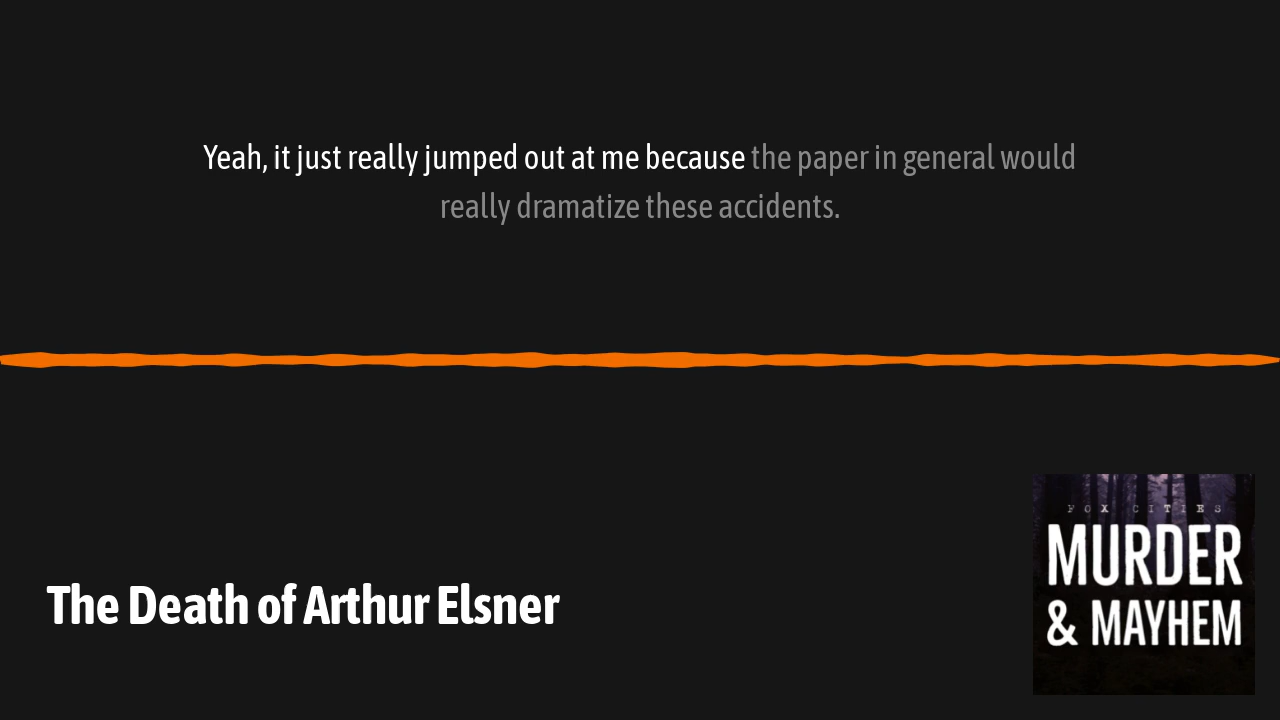 Yeah, it just really jumped out at me because the paper in general would
really dramatize these accidents.
FOX CITIES
MURDER
& MAYHEM
The Death of Arthur Elsner